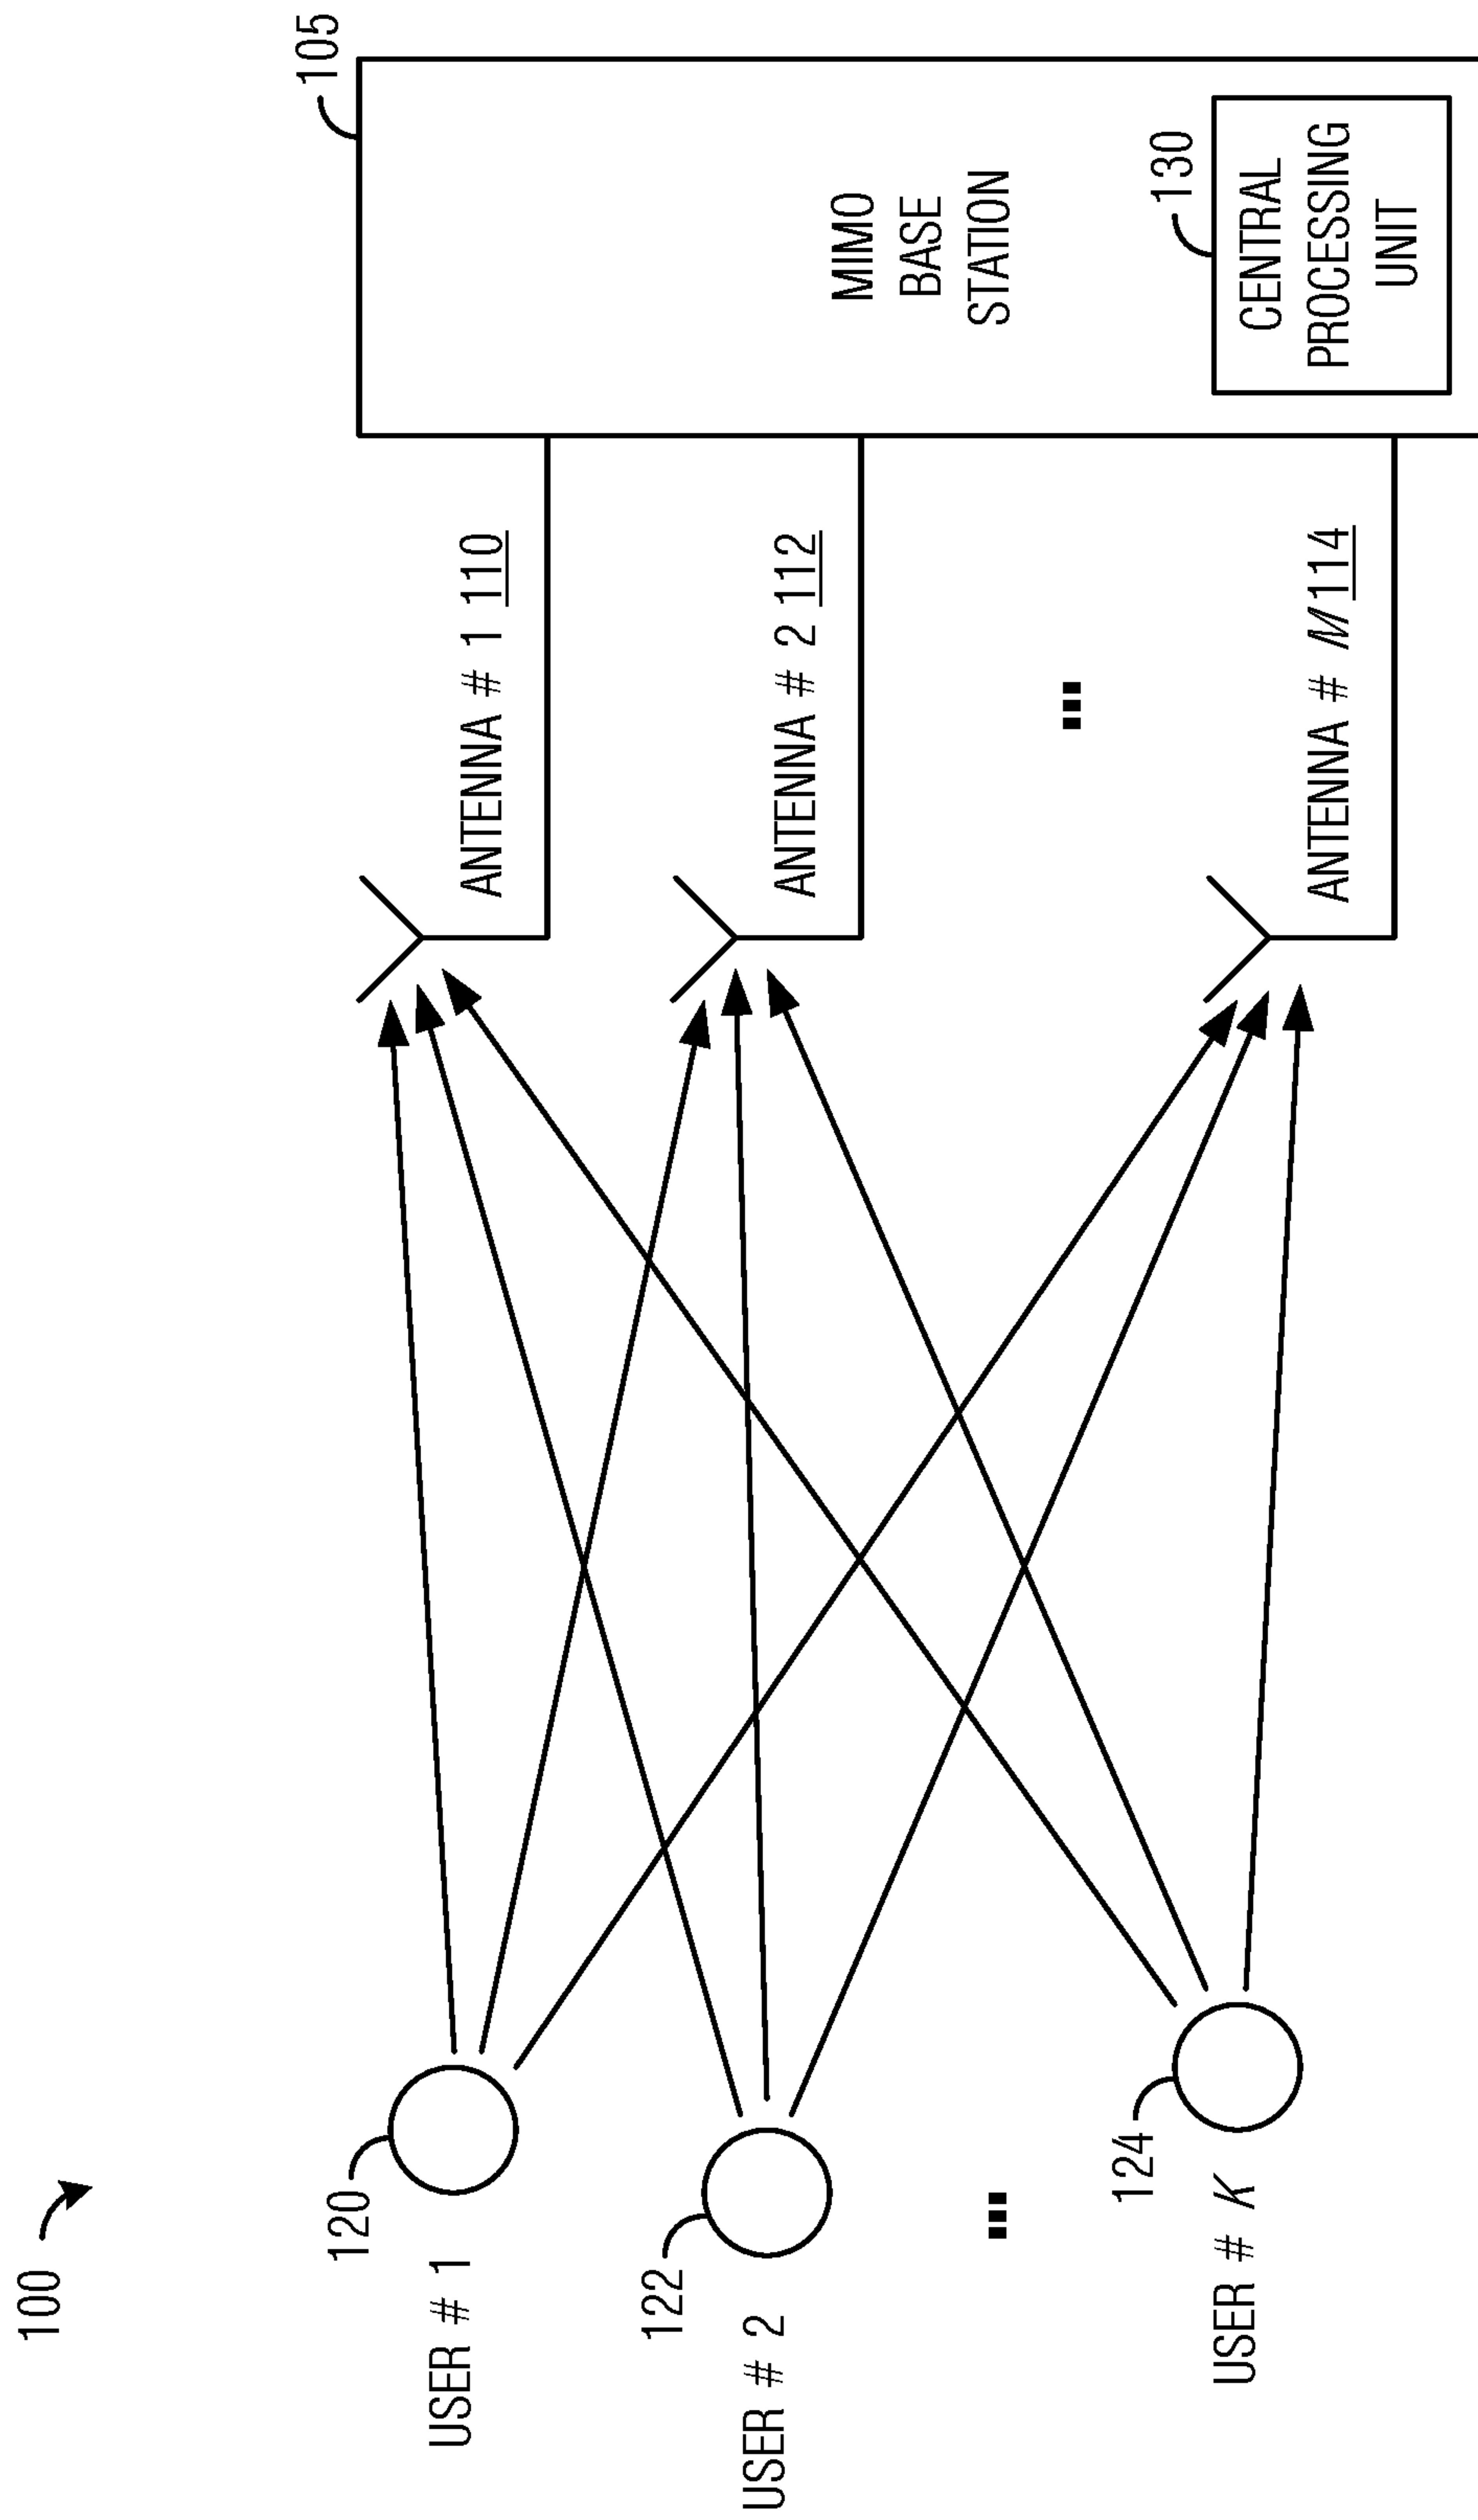 100
105
120
USER # 1
ANTENNA # 1 110
122
USER # 2
ANTENNA # 2 112
MIMO
BASE
STATION
...
...
124
USER # K
ANTENNA # M 114
130
CENTRAL
PROCESSING
UNIT